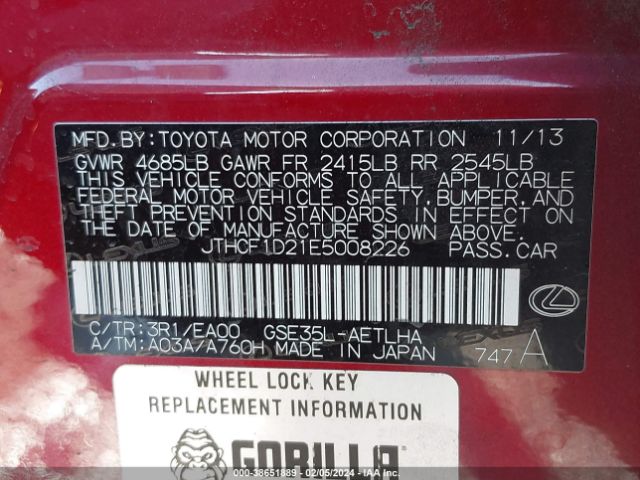 MFD. BY: TOYOTA MOTOR CORPORATION 11/13
GVWR 4685LB GAWR FR 2415LB RR 2545LB
THIS VEHICLE CONFORMS TO ALL APPLICABLE
FEDERAL MOTOR VEHICLE SAFETY, BUMPER, AND
THEFT PREVENTION STANDARDS IN EFFECT ON
THE DATE OF MANUFACTURE SHOWN ABOVE.
JTHCF1D21E5008226 PASS. CAR
C/TR: 3R1/EA00 GSE35L-AETLHA
A/TM: A03A/A760H MADE IN JAPAN 747 A
WHEEL LOCK KEY
REPLACEMENT INFORMATION
GORILLA
000-38651889 - 02/05/2024 - IAA Inc.